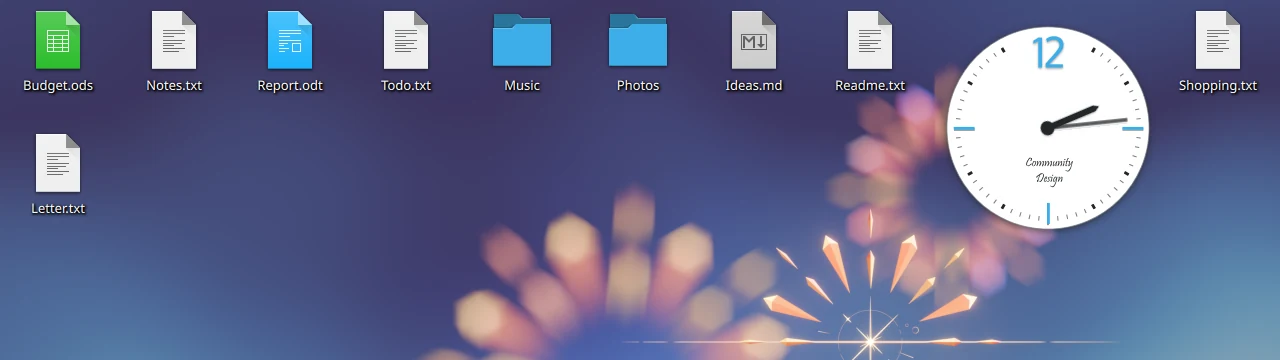 Budget.ods
Notes.txt
Report.odt
Todo.txt
Music
Photos
Ideas.md
Readme.txt
12
Community
Design
Shopping.txt
Letter.txt